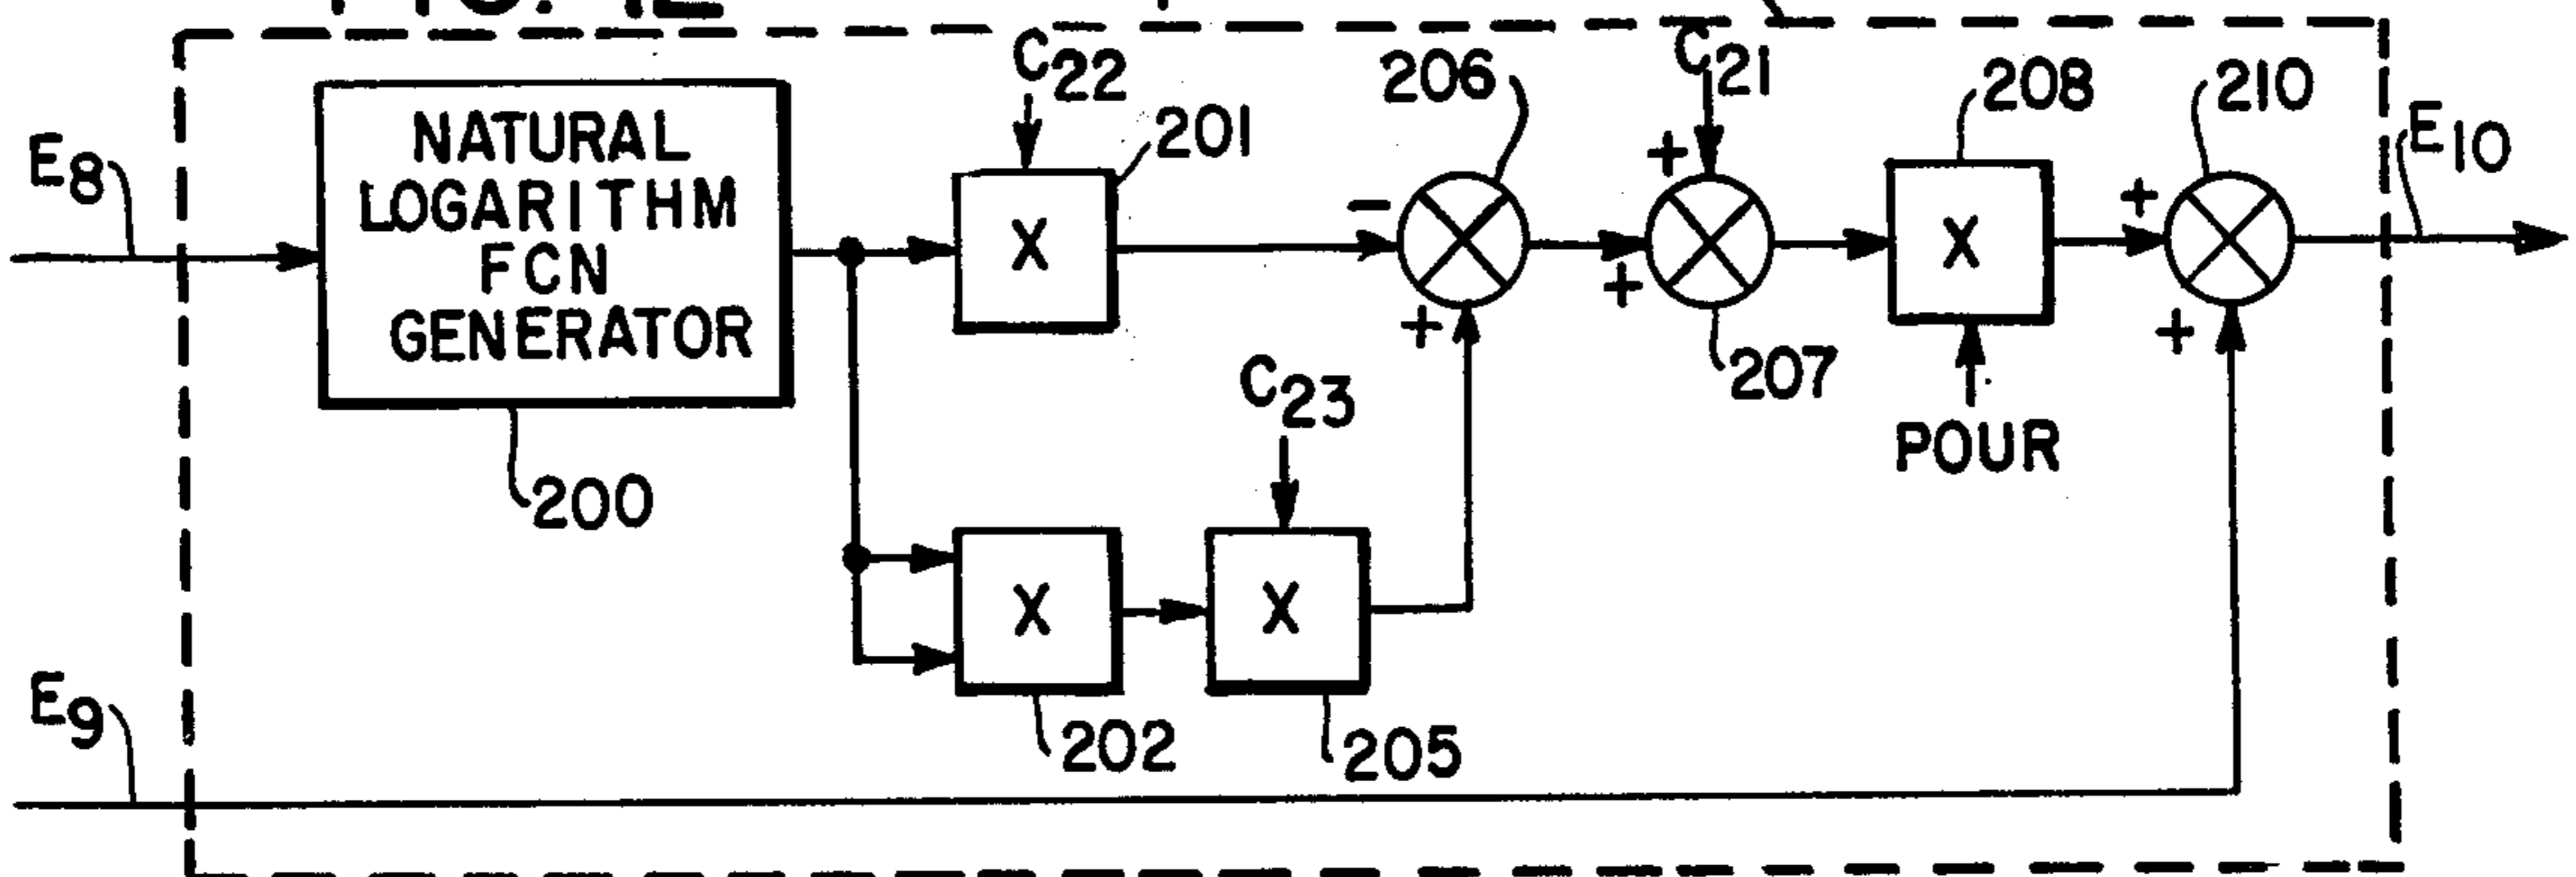 C22
206
C21
208
210
E8
NATURAL
LOGARITHM
FCN
GENERATOR
201
E10
X
-
+
+
+
X
+
+
+
207
200
C23
POUR
X
X
E9
202
205